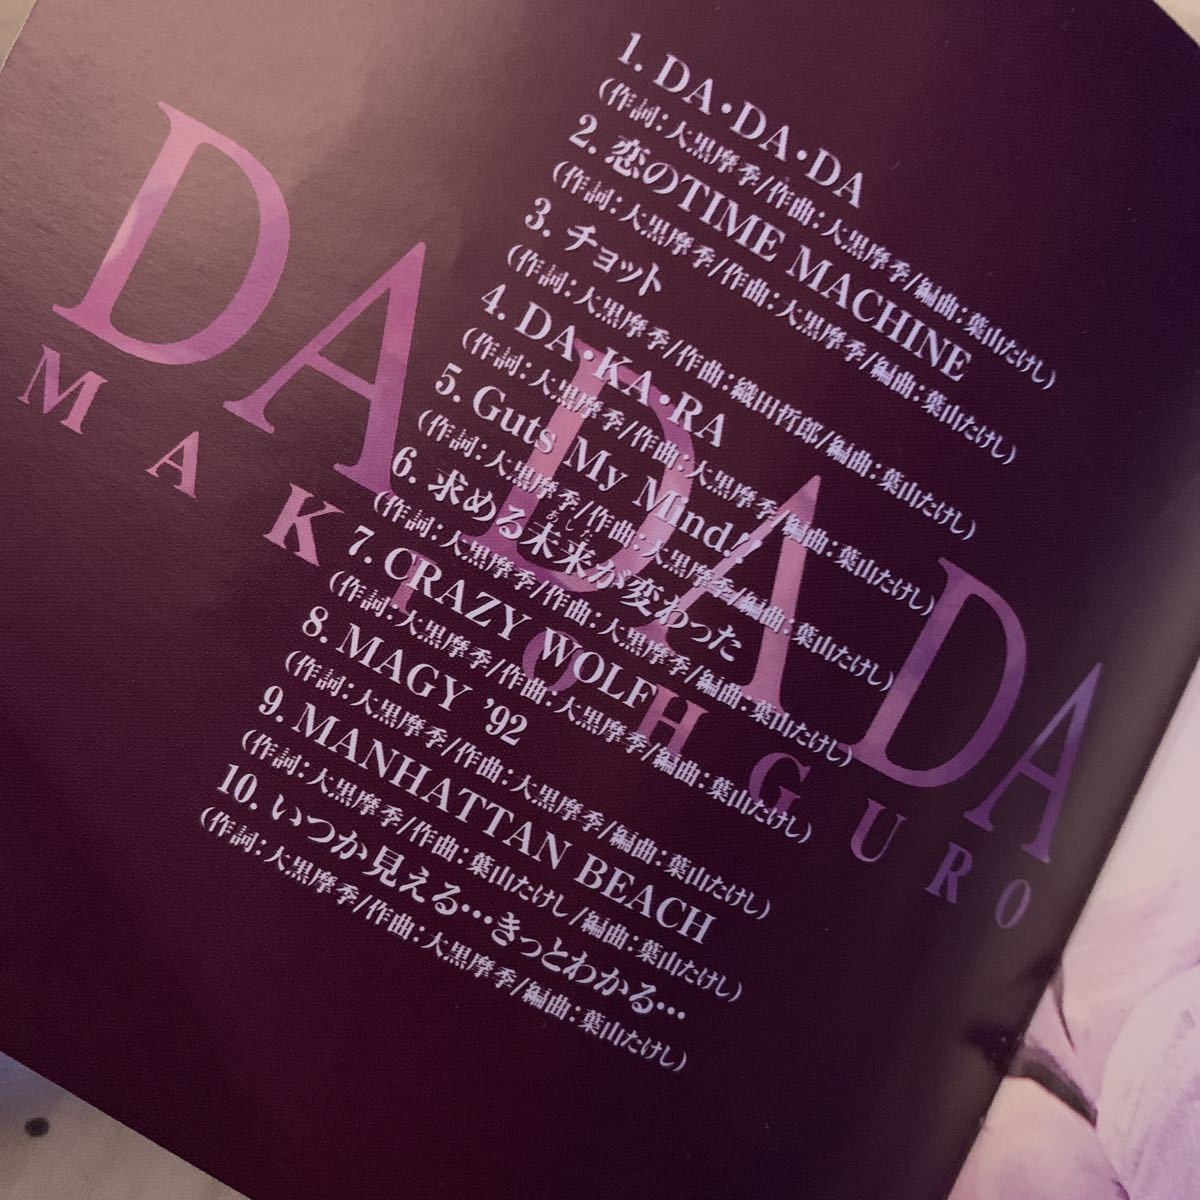 DA DA DA
MAKI OHGURO
1. DA・DA・DA
(作詞：大黒摩季/作曲：大黒摩季/編曲：葉山たけし)
2. 恋のTIME MACHINE
(作詞：大黒摩季/作曲：大黒摩季/編曲：葉山たけし)
3. チョット
(作詞：大黒摩季/作曲：織田哲郎/編曲：葉山たけし)
4. DA・KA・RA
(作詞：大黒摩季/作曲：大黒摩季/編曲：葉山たけし)
5. Guts My Mind!?
(作詞：大黒摩季/作曲：大黒摩季/編曲：葉山たけし)
あした
6. 求める未来が変わった
(作詞：大黒摩季/作曲：大黒摩季/編曲：葉山たけし)
7. CRAZY WOLF
(作詞：大黒摩季/作曲：大黒摩季/編曲：葉山たけし)
8. MAGY '92
(作詞：大黒摩季/作曲：大黒摩季/編曲：葉山たけし)
9. MANHATTAN BEACH
(作詞：大黒摩季/作曲：葉山たけし/編曲：葉山たけし)
10. いつか見える…きっとわかる…
(作詞：大黒摩季/作曲：大黒摩季/編曲：葉山たけし)